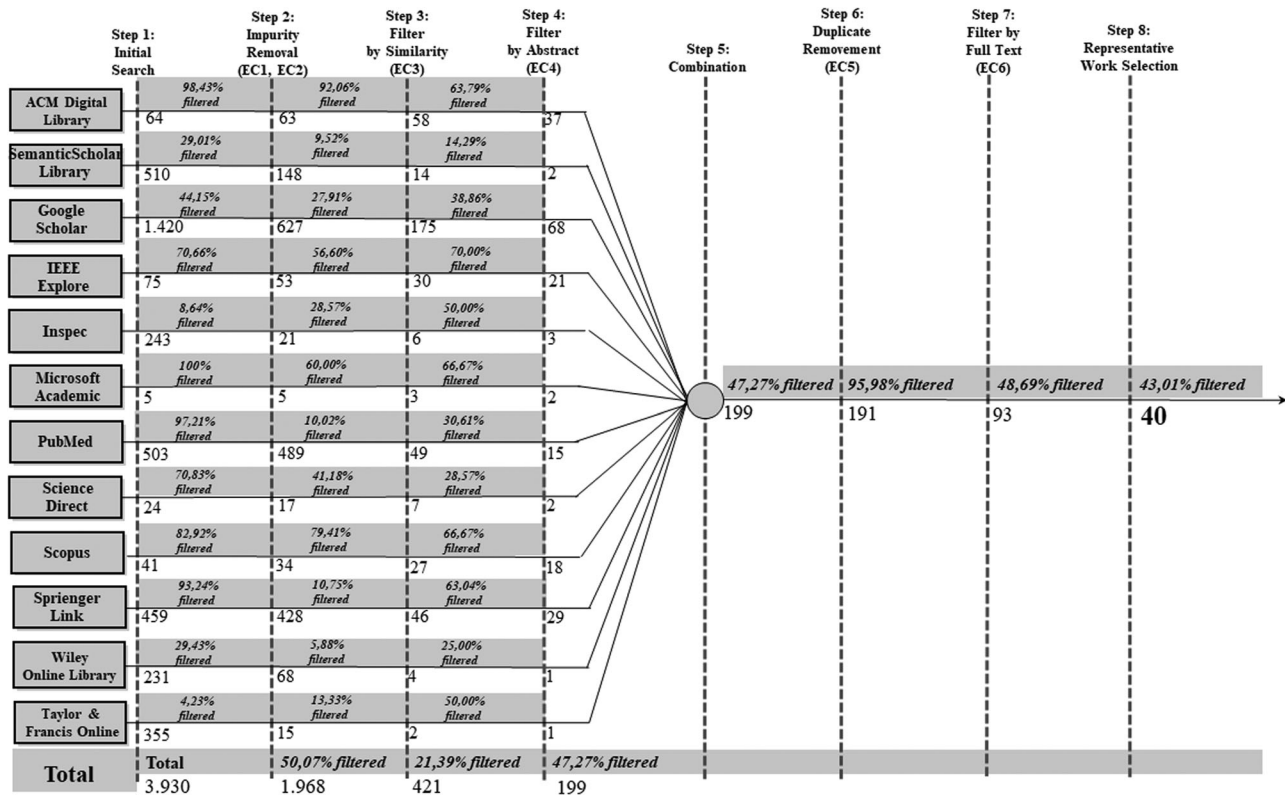 Step 1:
Initial
Search
Step 2:
Impurity
Removal
(EC1, EC2)
Step 3:
Filter
by Similarity
(EC3)
Step 4:
Filter
by Abstract
(EC4)
Step 5:
Combination
Step 6:
Duplicate
Removement
(EC5)
Step 7:
Filter by
Full Text
(EC6)
Step 8:
Representative
Work Selection
ACM Digital
Library
98,43%
filtered
92,06%
filtered
63,79%
filtered
64
63
58
37
SemanticScholar
Library
29,01%
filtered
9,52%
filtered
14,29%
filtered
510
148
14
2
Google
Scholar
44,15%
filtered
27,91%
filtered
38,86%
filtered
1.420
627
175
68
IEEE
Explore
70,66%
filtered
56,60%
filtered
70,00%
filtered
75
53
30
21
Inspec
8,64%
filtered
28,57%
filtered
50,00%
filtered
243
21
6
3
Microsoft
Academic
100%
filtered
60,00%
filtered
66,67%
filtered
5
5
3
2
47,27% filtered
95,98% filtered
48,69% filtered
43,01% filtered
199
191
93
40
PubMed
97,21%
filtered
10,02%
filtered
30,61%
filtered
503
489
49
15
Science
Direct
70,83%
filtered
41,18%
filtered
28,57%
filtered
24
17
7
2
Scopus
82,92%
filtered
79,41%
filtered
66,67%
filtered
41
34
27
18
Sprienger
Link
93,24%
filtered
10,75%
filtered
63,04%
filtered
459
428
46
29
Wiley
Online Library
29,43%
filtered
5,88%
filtered
25,00%
filtered
231
68
4
1
Taylor &
Francis Online
4,23%
filtered
13,33%
filtered
50,00%
filtered
355
15
2
1
Total
Total
50,07% filtered
21,39% filtered
47,27% filtered
3.930
1.968
421
199